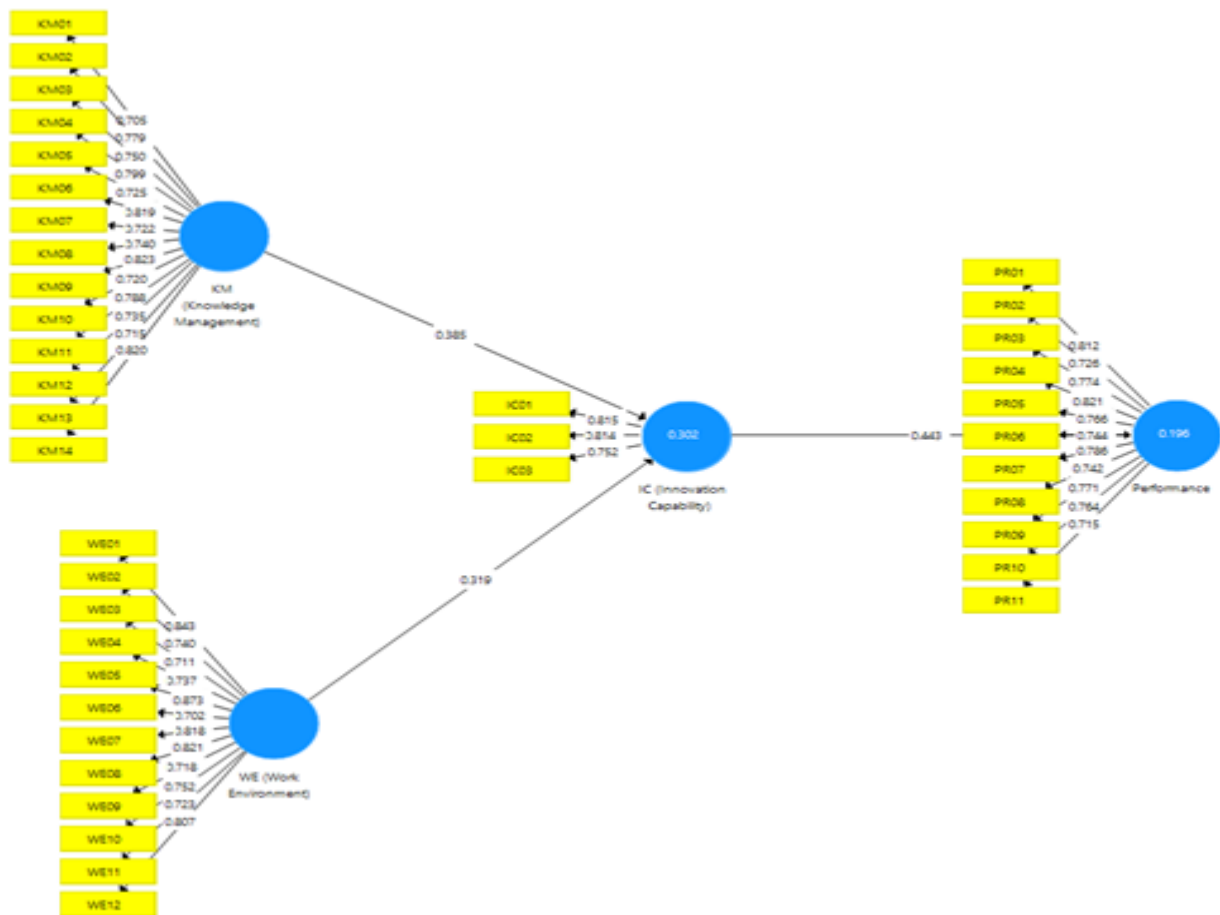 KM01
KM02
KM03
KM04
KM05
KM06
KM07
KM08
KM09
KM10
KM11
KM12
KM13
KM14
0.705
0.779
0.750
0.799
0.725
0.819
0.722
0.740
0.823
0.720
0.788
0.735
0.715
0.820
KM
(Knowledge
Management)
0.385
IC01
IC02
IC03
0.815
0.814
0.752
0.302
IC (Innovation
Capability)
0.443
PR01
PR02
PR03
PR04
PR05
PR06
PR07
PR08
PR09
PR10
PR11
0.812
0.726
0.774
0.821
0.766
0.744
0.786
0.742
0.771
0.764
0.715
0.196
Performance
WE01
WE02
WE03
WE04
WE05
WE06
WE07
WE08
WE09
WE10
WE11
WE12
0.843
0.740
0.711
0.737
0.873
0.702
0.818
0.821
0.718
0.752
0.723
0.807
WE (Work
Environment)
0.319